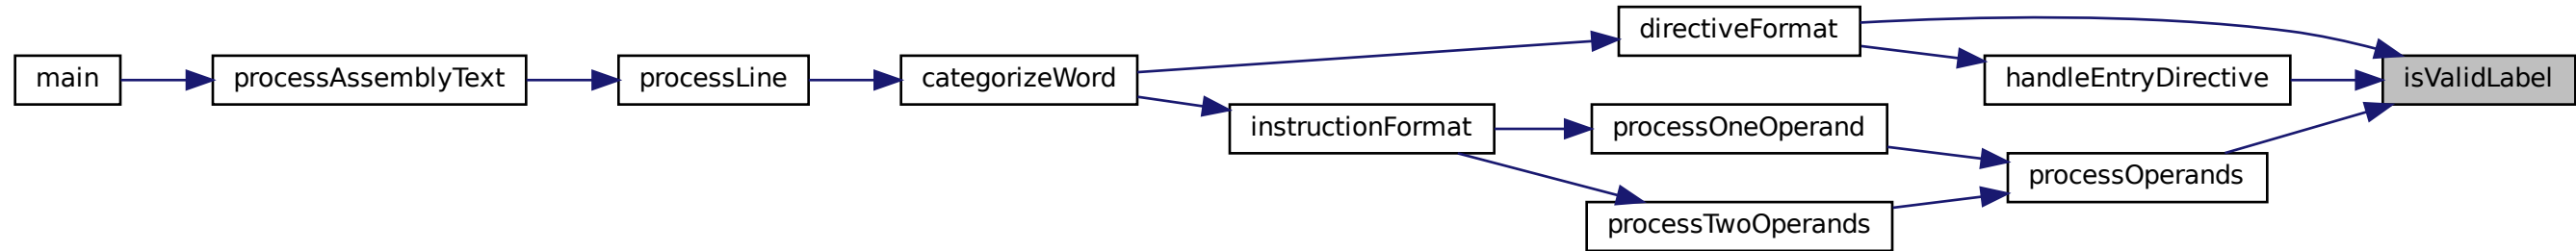 main
processAssemblyText
processLine
categorizeWord
directiveFormat
handleEntryDirective
isValidLabel
instructionFormat
processOneOperand
processOperands
processTwoOperands